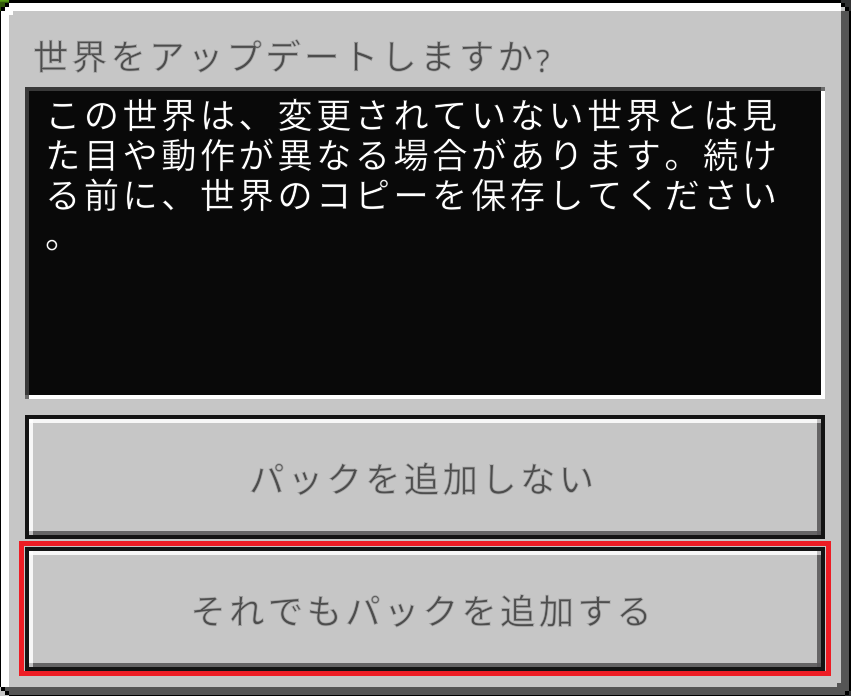 世界をアップデートしますか?
この世界は、変更されていない世界とは見
た目や動作が異なる場合があります。続け
る前に、世界のコピーを保存してください
。
パックを追加しない
それでもパックを追加する